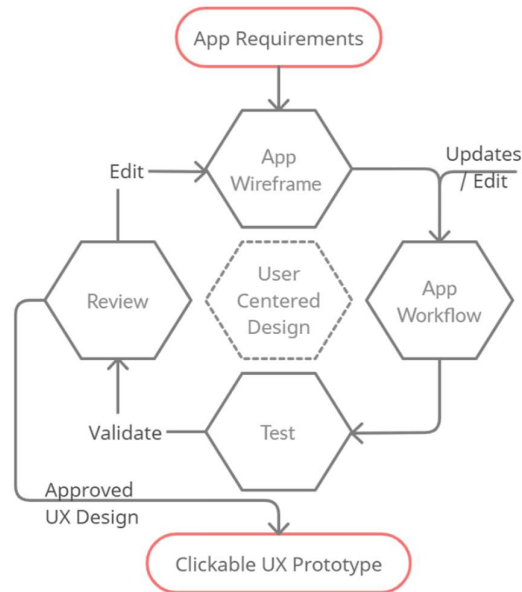 App Requirements
App
Wireframe
Edit
Updates
/ Edit
Review
User
Centered
Design
App
Workflow
Validate
Test
Approved
UX Design
Clickable UX Prototype